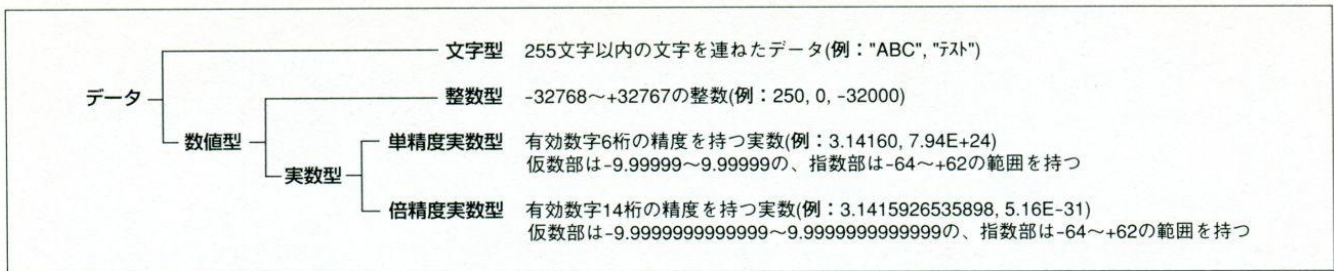 データ
文字型 255文字以内の文字を連ねたデータ(例："ABC", "ﾃｽﾄ")
数値型
整数型 -32768～+32767の整数(例：250, 0, -32000)
実数型
単精度実数型 有効数字6桁の精度を持つ実数(例：3.14160, 7.94E+24)
仮数部は-9.99999～9.99999の、指数部は-64～+62の範囲を持つ
倍精度実数型 有効数字14桁の精度を持つ実数(例：3.1415926535898, 5.16E-31)
仮数部は-9.9999999999999～9.9999999999999の、指数部は-64～+62の範囲を持つ